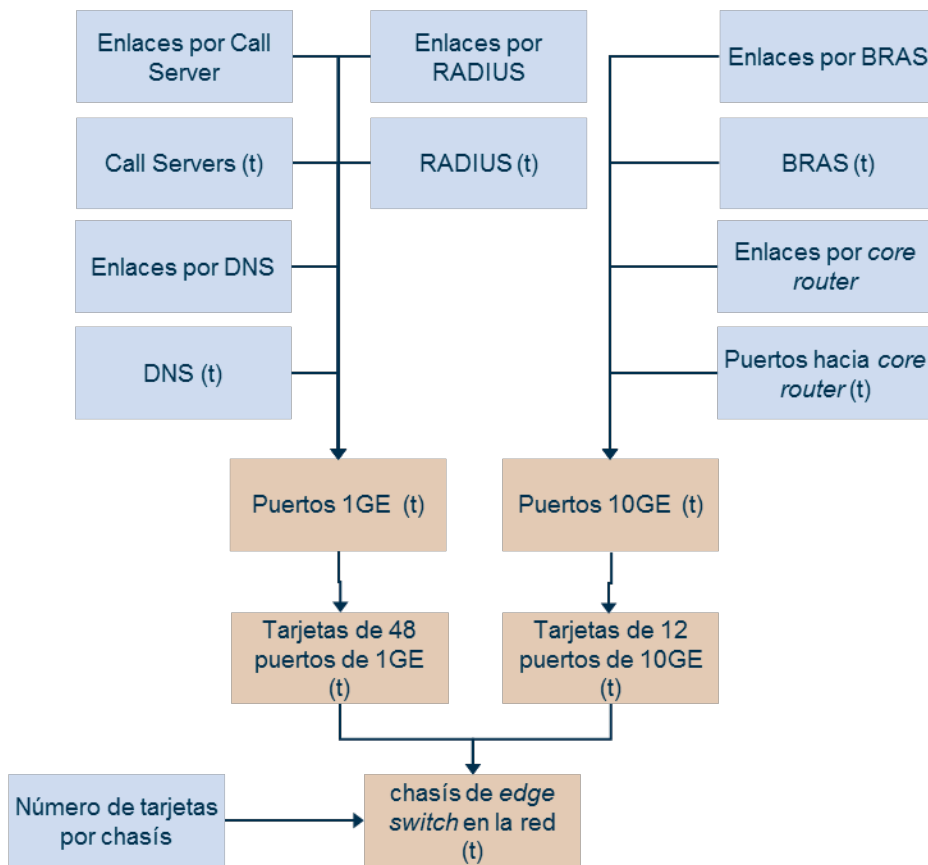 Enlaces por Call
Server
Enlaces por
RADIUS
Enlaces por BRAS
Call Servers (t)
RADIUS (t)
BRAS (t)
Enlaces por DNS
Enlaces por core
router
DNS (t)
Puertos hacia core
router (t)
Puertos 1GE (t)
Puertos 10GE (t)
Tarjetas de 48
puertos de 1GE
(t)
Tarjetas de 12
puertos de 10GE
(t)
Número de tarjetas
por chasís
chasís de edge
switch en la red
(t)